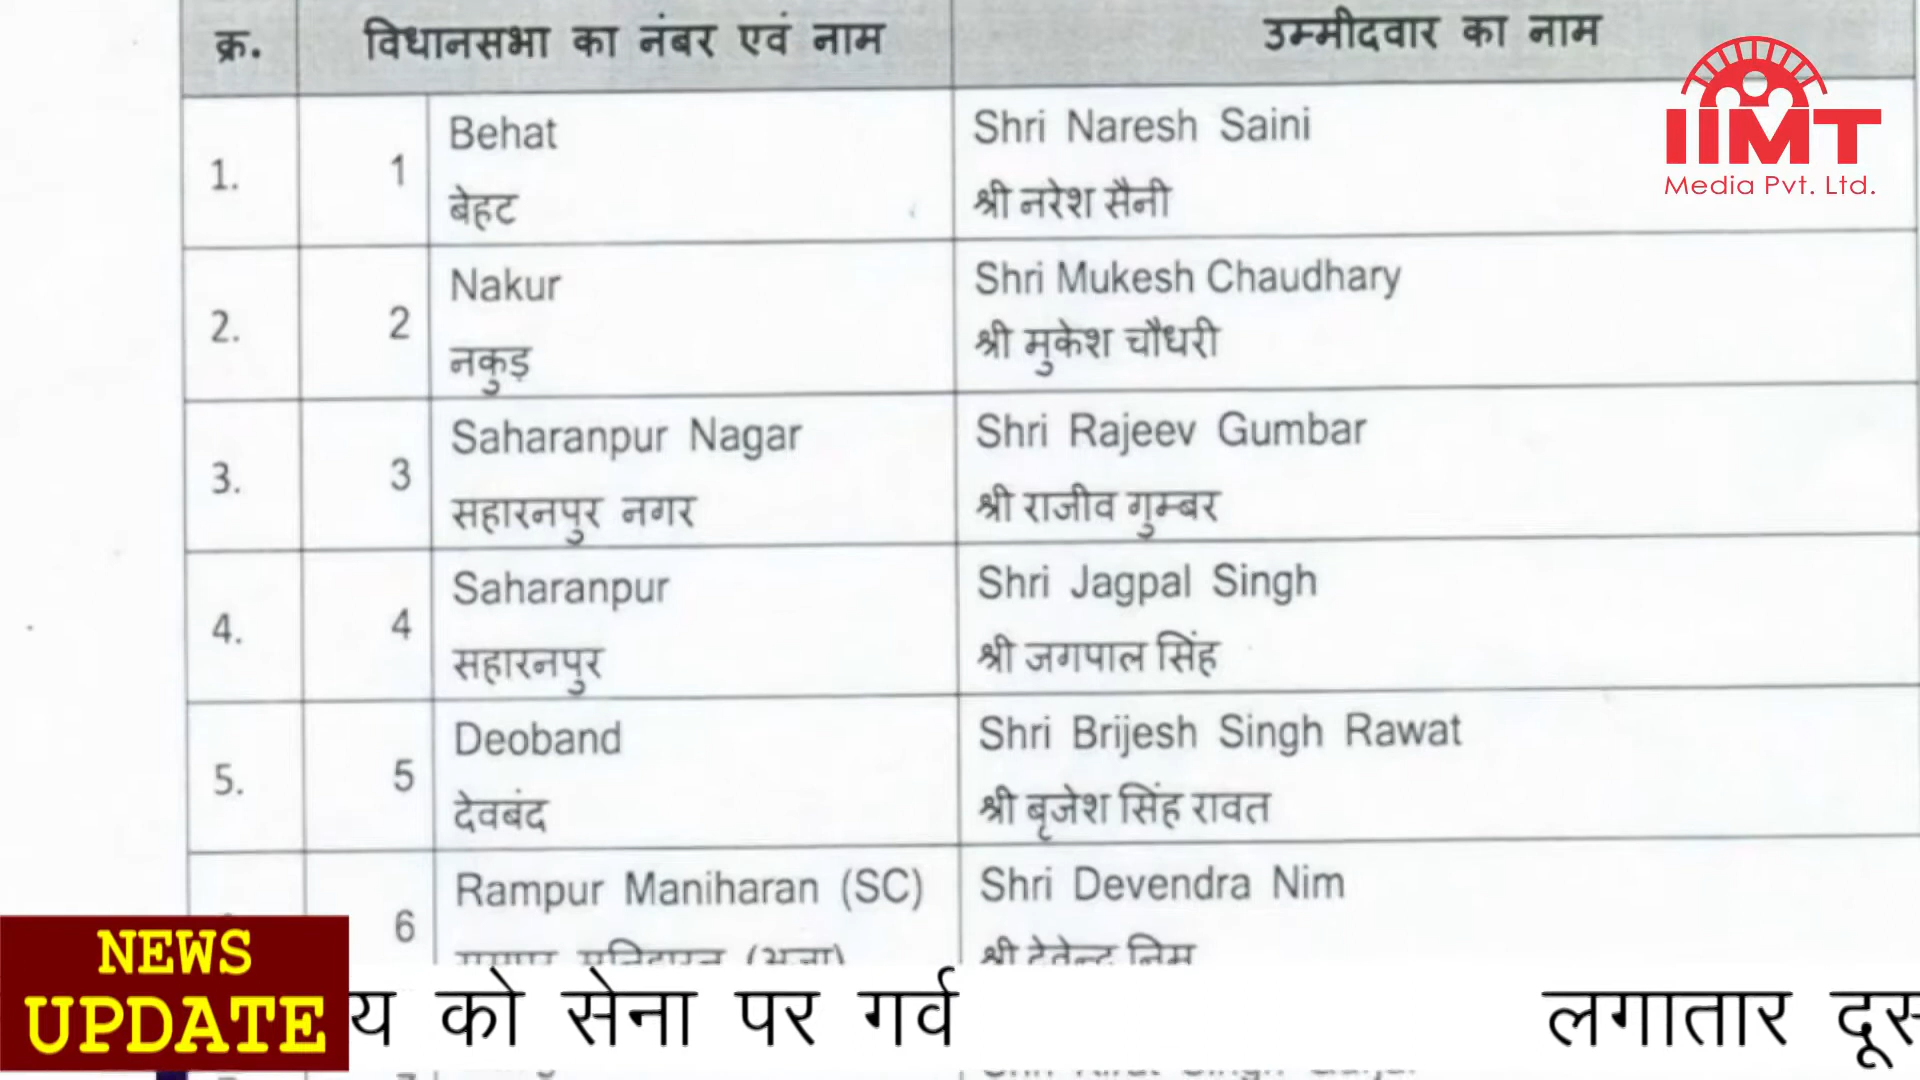 क्र. विधानसभा का नंबर एवं नाम उम्मीदवार का नाम
IIMT
Media Pvt. Ltd.
1. 1 Behat Shri Naresh Saini
बेहट श्री नरेश सैनी
2. 2 Nakur Shri Mukesh Chaudhary
नकुड़ श्री मुकेश चौधरी
3. 3 Saharanpur Nagar Shri Rajeev Gumbar
सहारनपुर नगर श्री राजीव गुम्बर
4. 4 Saharanpur Shri Jagpal Singh
सहारनपुर श्री जगपाल सिंह
5. 5 Deoband Shri Brijesh Singh Rawat
देवबंद श्री बृजेश सिंह रावत
6 Rampur Maniharan (SC) Shri Devendra Nim
NEWS
UPDATE
य को सेना पर गर्व लगातार दूस